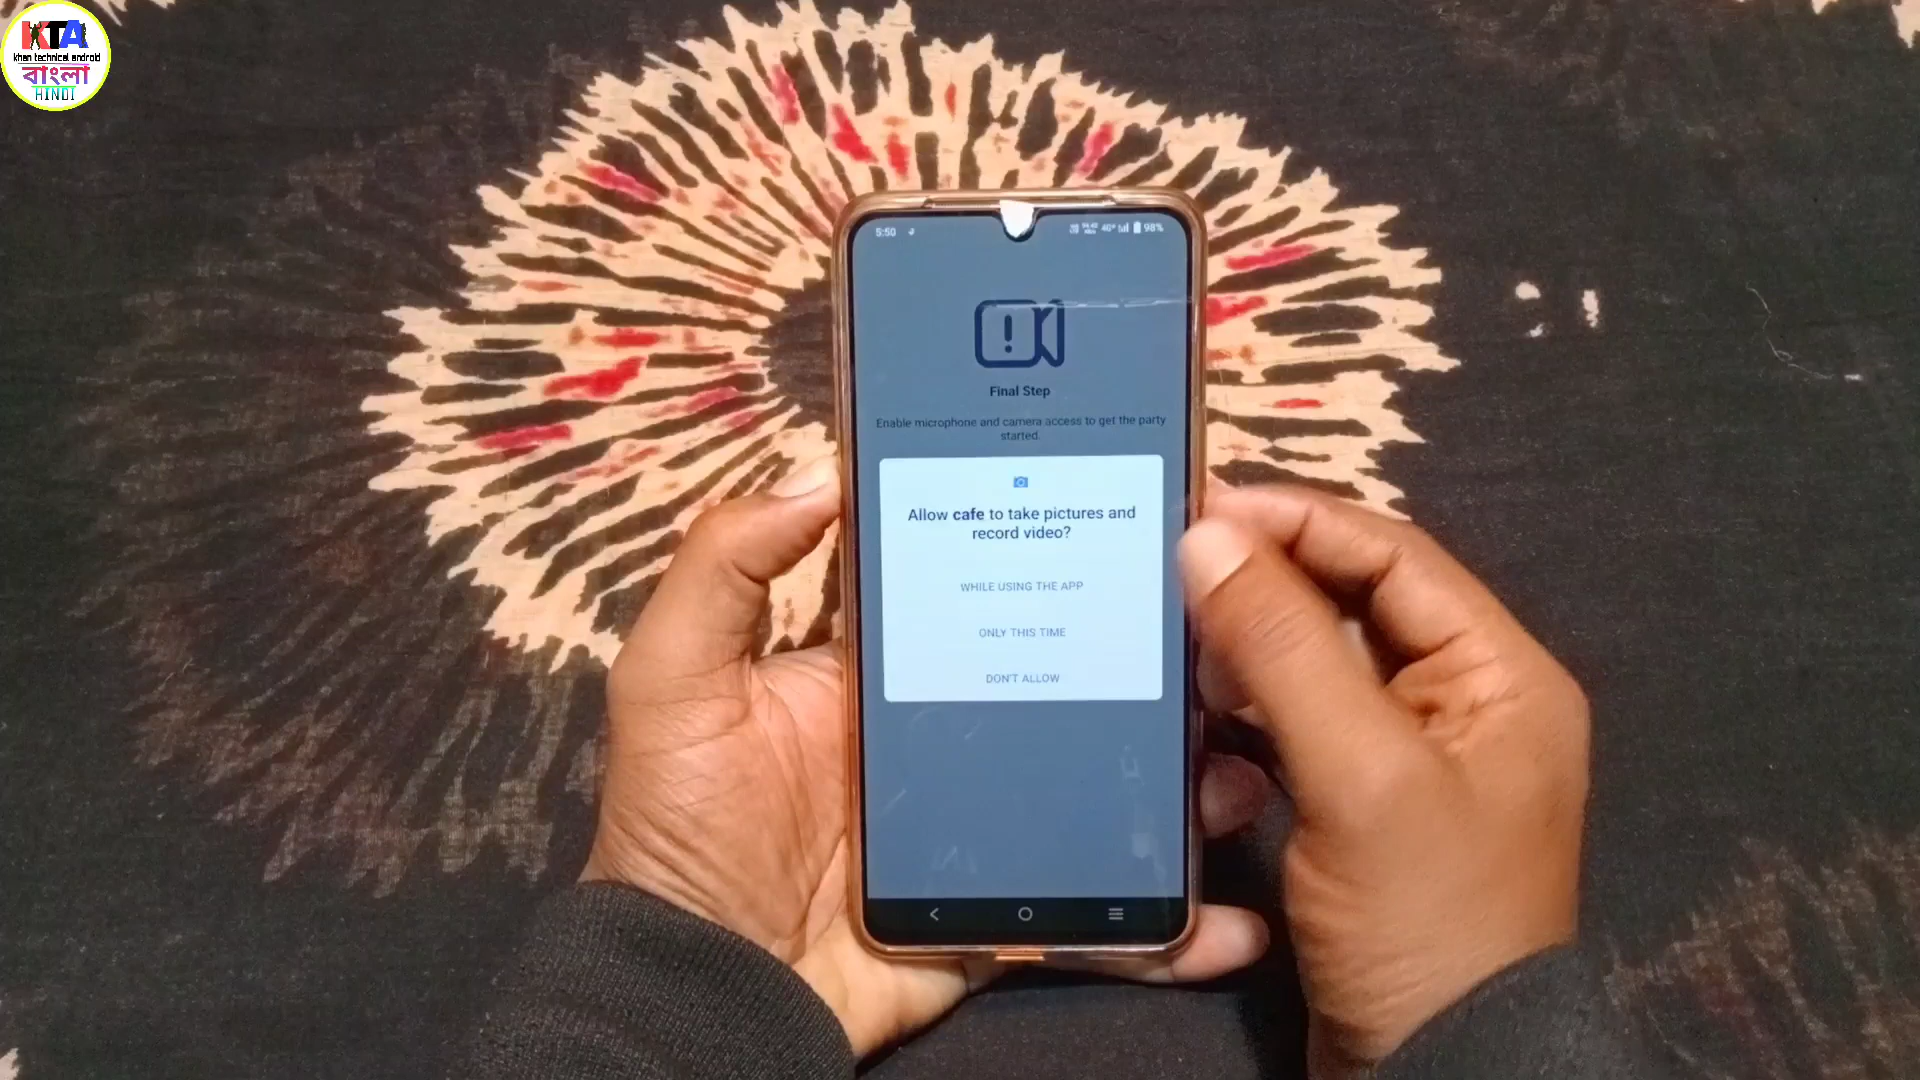 KTA
khan technical android
বাংলা
HINDI
5:50
4G+ 98%
Final Step
Enable microphone and camera access to get the party
started.
Allow cafe to take pictures and
record video?
WHILE USING THE APP
ONLY THIS TIME
DON'T ALLOW